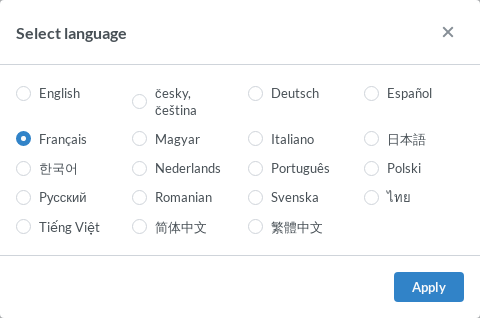 Select language
English
česky,
čeština
Deutsch
Español
Français
Magyar
Italiano
日本語
한국어
Nederlands
Português
Polski
Русский
Romanian
Svenska
ไทย
Tiếng Việt
简体中文
繁體中文
Apply